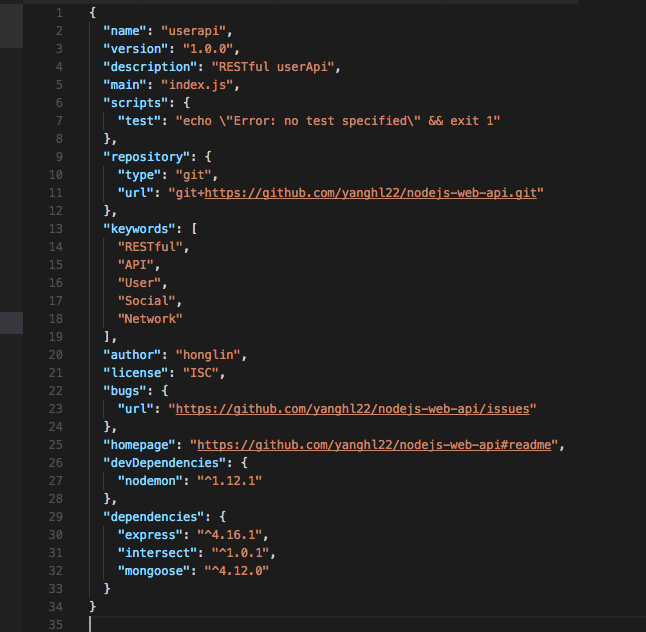 1 {
2   "name": "userapi",
3   "version": "1.0.0",
4   "description": "RESTful userApi",
5   "main": "index.js",
6   "scripts": {
7     "test": "echo \"Error: no test specified\" && exit 1"
8   },
9   "repository": {
10     "type": "git",
11     "url": "git+https://github.com/yanghl22/nodejs-web-api.git"
12   },
13   "keywords": [
14     "RESTful",
15     "API",
16     "User",
17     "Social",
18     "Network"
19   ],
20   "author": "honglin",
21   "license": "ISC",
22   "bugs": {
23     "url": "https://github.com/yanghl22/nodejs-web-api/issues"
24   },
25   "homepage": "https://github.com/yanghl22/nodejs-web-api#readme",
26   "devDependencies": {
27     "nodemon": "^1.12.1"
28   },
29   "dependencies": {
30     "express": "^4.16.1",
31     "intersect": "^1.0.1",
32     "mongoose": "^4.12.0"
33   }
34 }
35